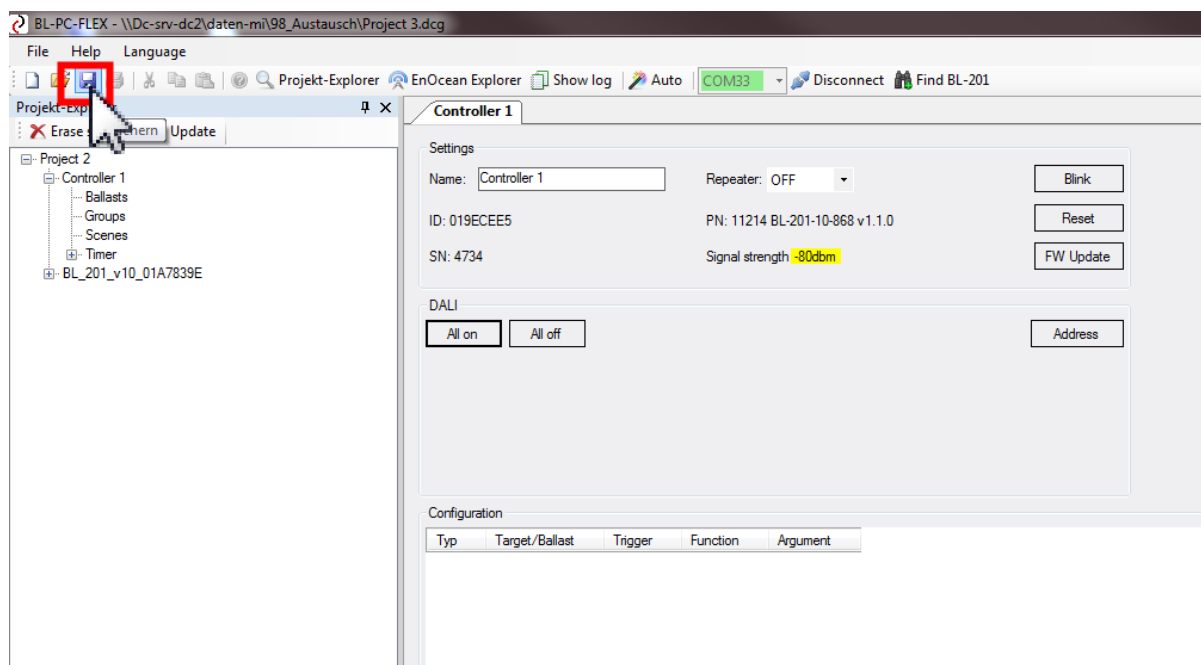 BL-PC-FLEX - \\Dc-srv-dc2\daten-mi\98_Austausch\Project 3.dcg
File Help Language
Projekt-Explorer EnOcean Explorer Show log Auto COM33 Disconnect Find BL-201
Erase Update
Controller 1
Project 2
Controller 1
Ballasts
Groups
Scenes
Timer
BL_201_v10_01A7839E
Settings
Name: Controller 1 Repeater: OFF Blink
ID: 019ECEE5 PN: 11214 BL-201-10-868 v1.1.0 Reset
SN: 4734 Signal strength -80dbm FW Update
DALI
All on All off Address
Configuration
Typ Target/Ballast Trigger Function Argument